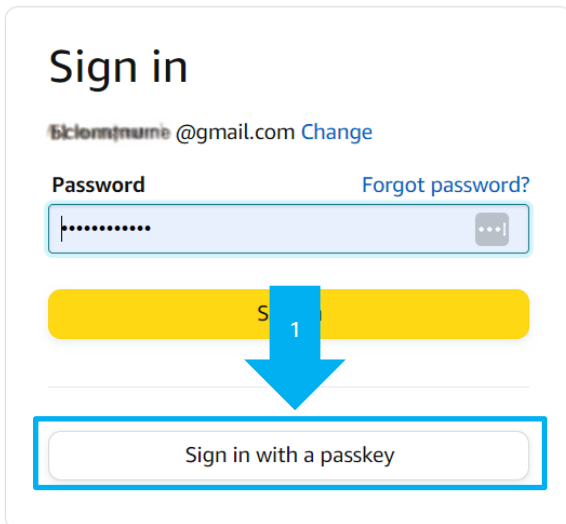 Sign in
@gmail.com Change
Password Forgot password?
••••••••••••
1
Sign in with a passkey